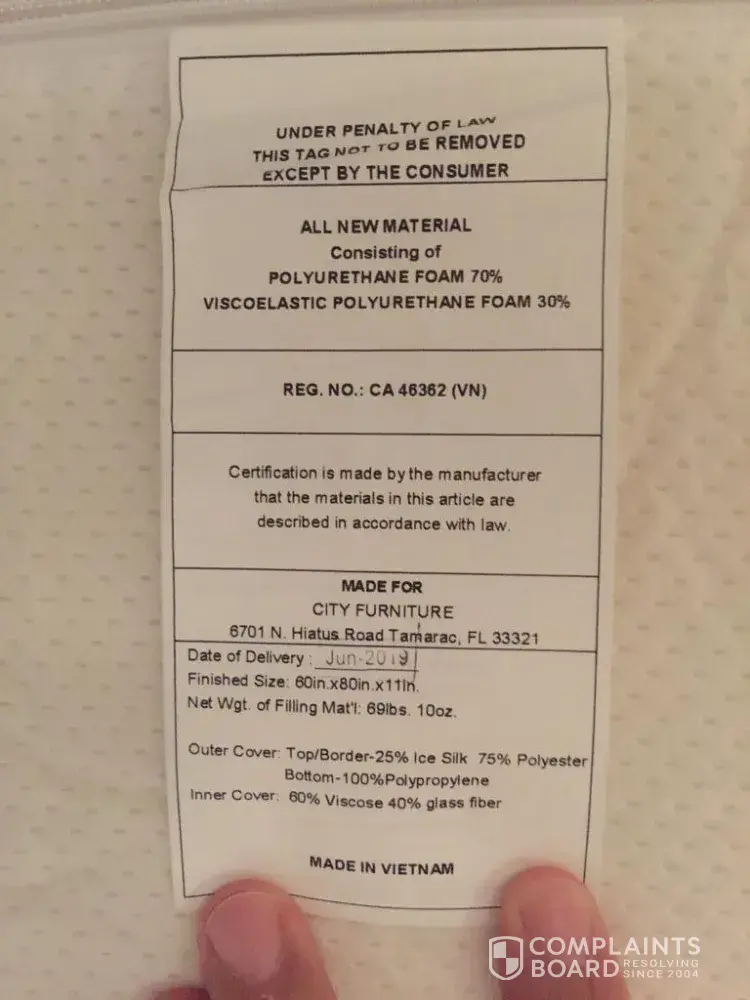 UNDER PENALTY OF LAW
THIS TAG NOT TO BE REMOVED
EXCEPT BY THE CONSUMER
ALL NEW MATERIAL
Consisting of
POLYURETHANE FOAM 70%
VISCOELASTIC POLYURETHANE FOAM 30%
REG. NO.: CA 46362 (VN)
Certification is made by the manufacturer
that the materials in this article are
described in accordance with law.
MADE FOR
CITY FURNITURE
6701 N. Hiatus Road Tamarac, FL 33321
Date of Delivery : Jun-2019
Finished Size: 60in.x80in.x11In.
Net Wgt. of Filling Mat'l: 69lbs. 10oz.
Outer Cover: Top/Border-25% Ice Silk 75% Polyester
Bottom-100%Polypropylene
Inner Cover: 60% Viscose 40% glass fiber
MADE IN VIETNAM
COMPLAINTS
BOARD RESOLVING
SINCE 2004